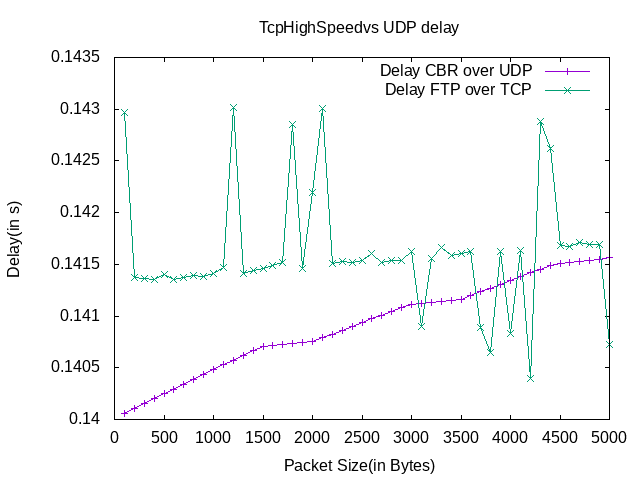 TcpHighSpeedvs UDP delay
Delay CBR over UDP
Delay FTP over TCP
0.1435
0.143
0.1425
0.142
0.1415
0.141
0.1405
0.14
Delay(in s)
0 500 1000 1500 2000 2500 3000 3500 4000 4500 5000
Packet Size(in Bytes)